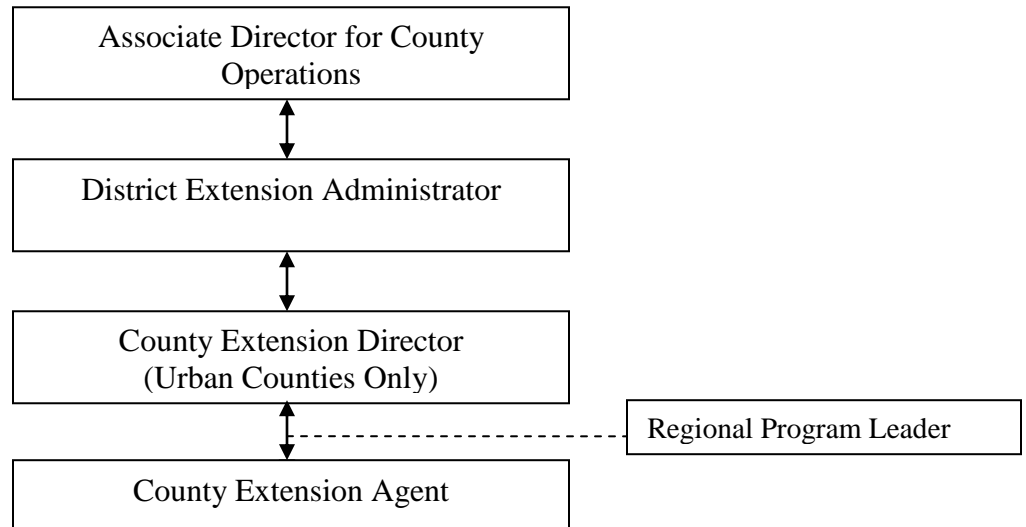 Associate Director for County
Operations
District Extension Administrator
County Extension Director
(Urban Counties Only)
Regional Program Leader
County Extension Agent